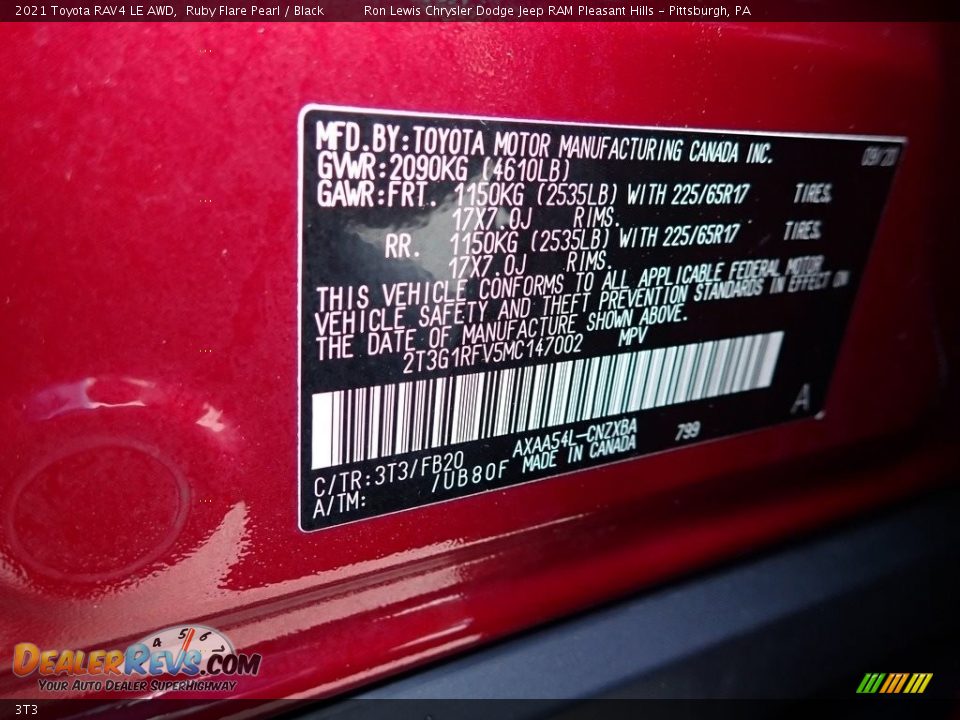 2021 Toyota RAV4 LE AWD, Ruby Flare Pearl / Black Ron Lewis Chrysler Dodge Jeep RAM Pleasant Hills - Pittsburgh, PA
MFD.BY:TOYOTA MOTOR MANUFACTURING CANADA INC. 09/20
GVWR:2090KG (4610LB)
GAWR:FRT. 1150KG (2535LB) WITH 225/65R17 TIRES,
17X7.0J RIMS.
RR. 1150KG (2535LB) WITH 225/65R17 TIRES,
17X7.0J RIMS.
THIS VEHICLE CONFORMS TO ALL APPLICABLE FEDERAL MOTOR
VEHICLE SAFETY AND THEFT PREVENTION STANDARDS IN EFFECT ON
THE DATE OF MANUFACTURE SHOWN ABOVE.
2T3G1RFV5MC147002 MPV
A
AXAA54L-CNZXBA 799
C/TR:3T3/FB20 MADE IN CANADA
A/TM: /UB80F
DEALERREVS.COM
4 5 6
YOUR AUTO DEALER SUPERHIGHWAY
3T3